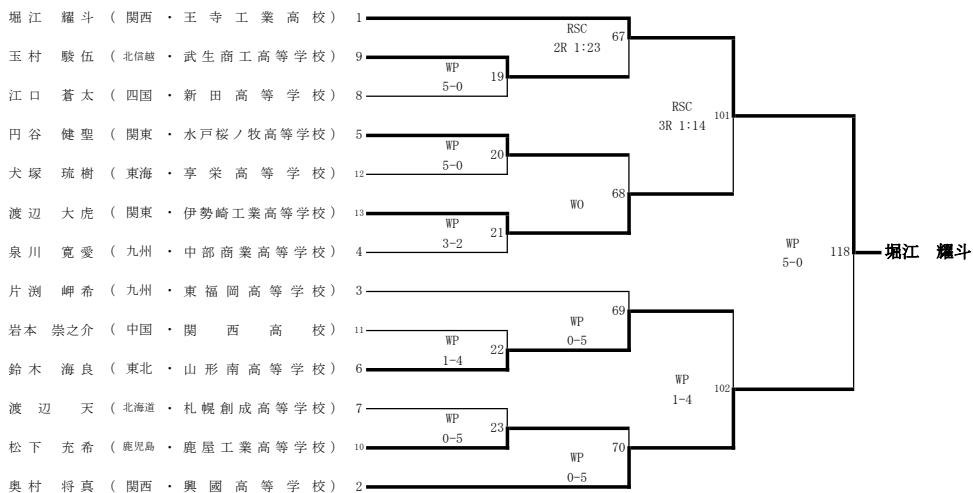 堀江 耀斗 ( 関西 ・ 王寺工業高校 ) 1
RSC 67
2R 1:23
玉村 駿伍 ( 北信越 ・ 武生商工高等学校 ) 9
WP 19
5-0
江口 蒼太 ( 四国 ・ 新田高等学校 ) 8
RSC 101
3R 1:14
円谷 健聖 ( 関東 ・ 水戸桜ノ牧高等学校 ) 5
WP 20
5-0
犬塚 琉樹 ( 東海 ・ 享栄高等学校 ) 12
WO 68
渡辺 大虎 ( 関東 ・ 伊勢崎工業高等学校 ) 13
WP 21
3-2
泉川 寛愛 ( 九州 ・ 中部商業高等学校 ) 4
WP 118 堀江 耀斗
5-0
片渕 岬希 ( 九州 ・ 東福岡高等学校 ) 3
WP 69
0-5
岩本 崇之介 ( 中国 ・ 関西高校 ) 11
WP 22
1-4
鈴木 海良 ( 東北 ・ 山形南高等学校 ) 6
WP 102
1-4
渡辺 天 ( 北海道 ・ 札幌創成高等学校 ) 7
WP 23
0-5
松下 充希 ( 鹿児島 ・ 鹿屋工業高等学校 ) 10
WP 70
0-5
奥村 将真 ( 関西 ・ 興國高等学校 ) 2